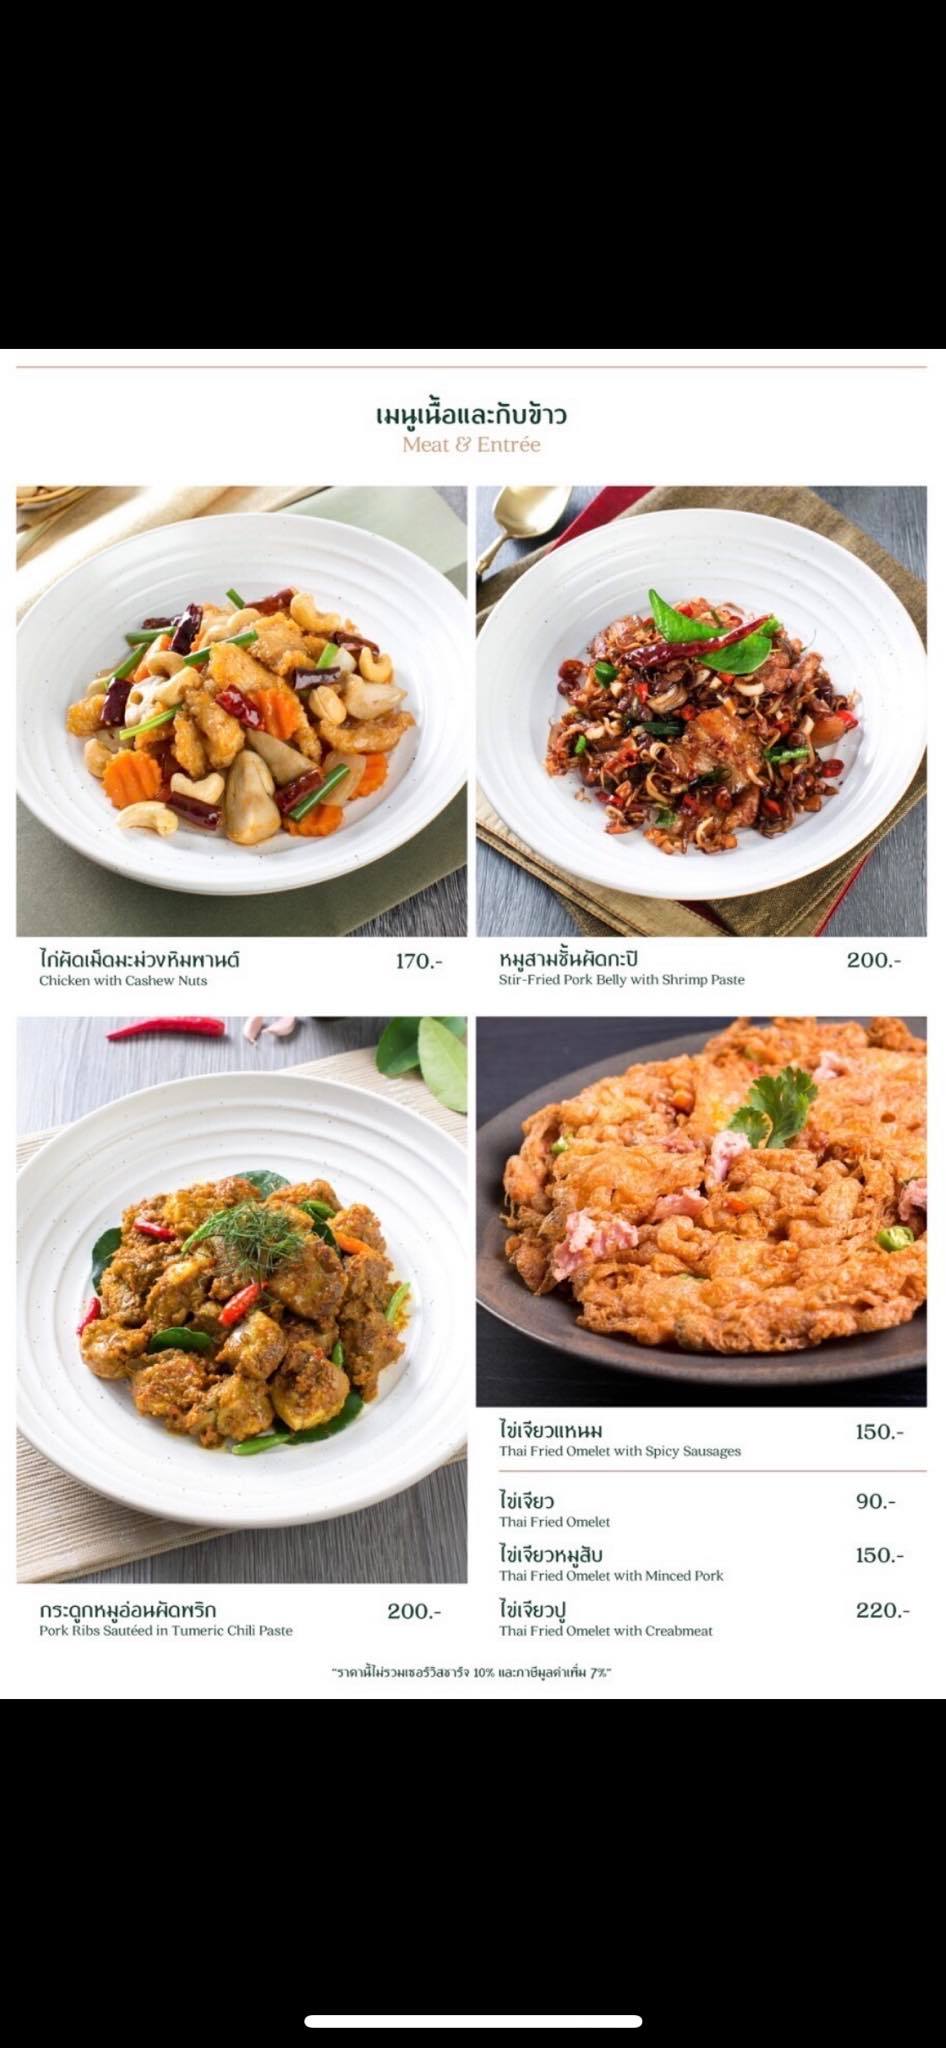 เมนูเนื้อและกับข้าว
Meat & Entrée
ไก่ผัดเม็ดมะม่วงหิมพานต์ 170.-
Chicken with Cashew Nuts
หมูสามชั้นผัดกะปิ 200.-
Stir-Fried Pork Belly with Shrimp Paste
กระดูกหมูอ่อนผัดพริก 200.-
Pork Ribs Sautéed in Tumeric Chili Paste
ไข่เจียวแหนม 150.-
Thai Fried Omelet with Spicy Sausages
ไข่เจียว 90.-
Thai Fried Omelet
ไข่เจียวหมูสับ 150.-
Thai Fried Omelet with Minced Pork
ไข่เจียวปู 220.-
Thai Fried Omelet with Creabmeat
"ราคานี้ไม่รวมเซอร์วิสชาร์จ 10% และภาษีมูลค่าเพิ่ม 7%"